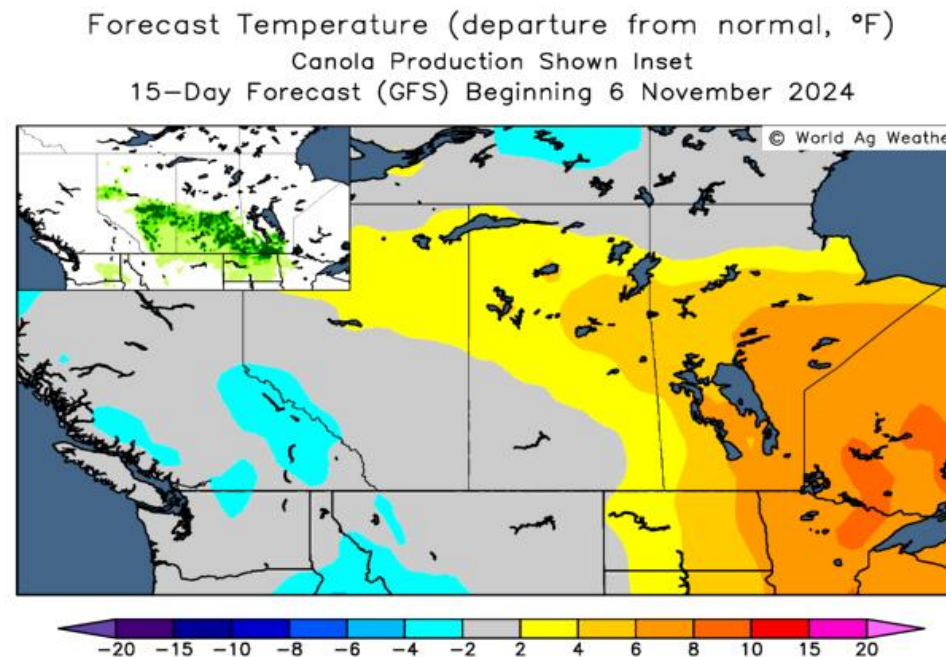 Forecast Temperature (departure from normal, °F)
Canola Production Shown Inset
15-Day Forecast (GFS) Beginning 6 November 2024
© World Ag Weathe
-20 -15 -10 -8 -6 -4 -2 2 4 6 8 10 15 20